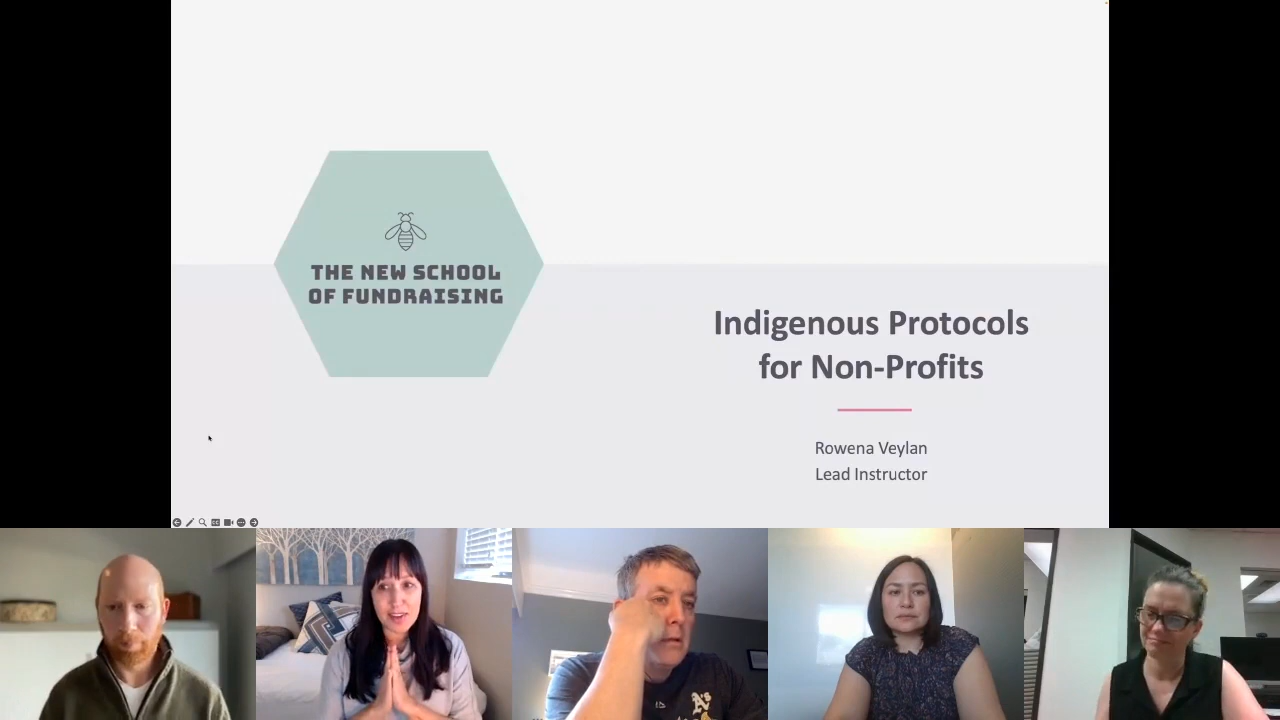 THE NEW SCHOOL
OF FUNDRAISING
Indigenous Protocols
for Non-Profits
Rowena Veylan
Lead Instructor
A's